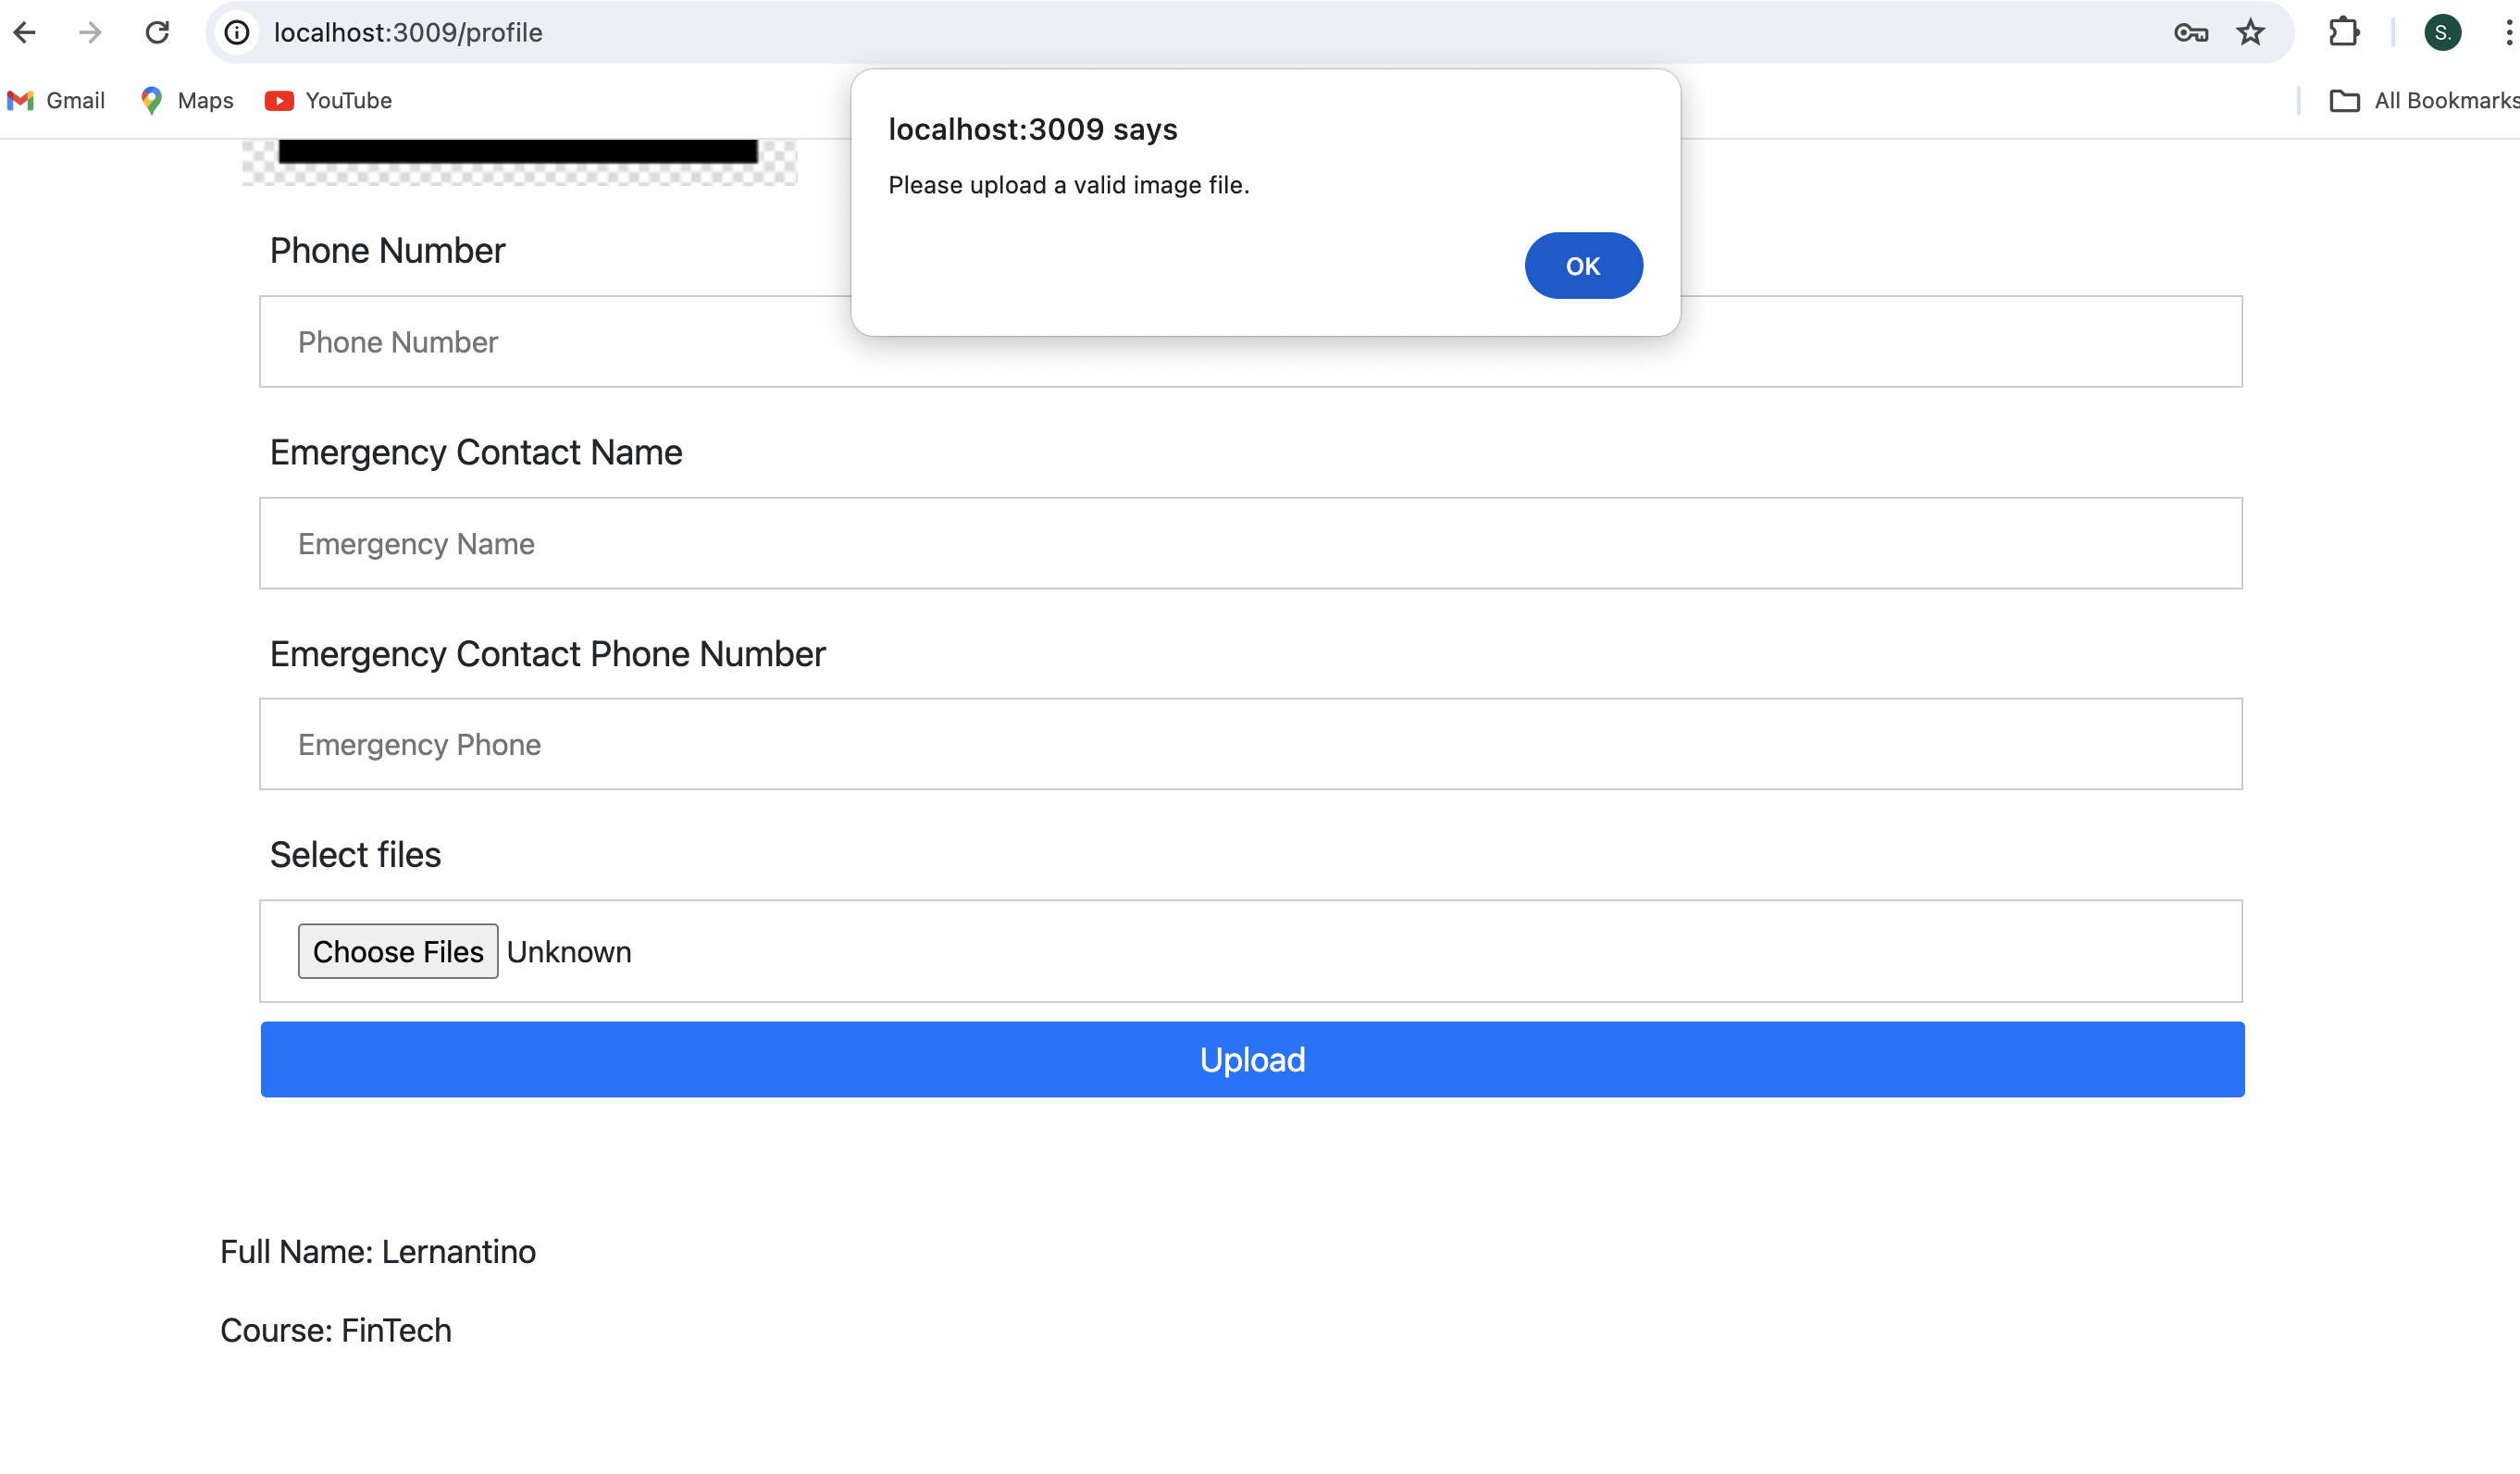 localhost:3009/profile
S.
Gmail
Maps
YouTube
All Bookmarks
localhost:3009 says
Please upload a valid image file.
OK
Phone Number
Phone Number
Emergency Contact Name
Emergency Name
Emergency Contact Phone Number
Emergency Phone
Select files
Choose Files Unknown
Upload
Full Name: Lernantino
Course: FinTech